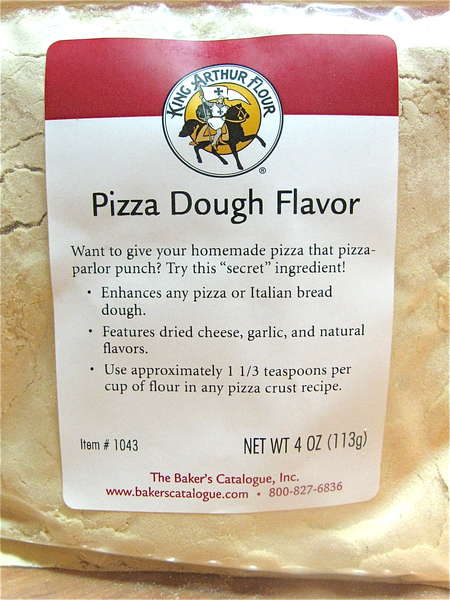 KING ARTHUR FLOUR
®
Pizza Dough Flavor
Want to give your homemade pizza that pizza-
parlor punch? Try this “secret” ingredient!
• Enhances any pizza or Italian bread
dough.
• Features dried cheese, garlic, and natural
flavors.
• Use approximately 1 1/3 teaspoons per
cup of flour in any pizza crust recipe.
Item # 1043
NET WT 4 OZ (113g)
The Baker's Catalogue, Inc.
www.bakerscatalogue.com • 800-827-6836